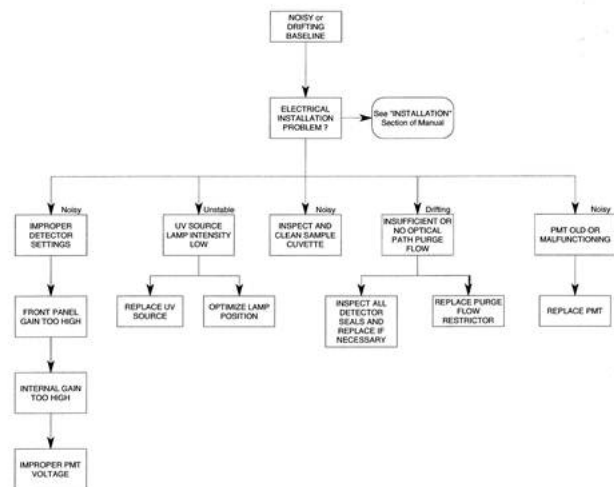 NOISY or
DRIFTING
BASELINE
ELECTRICAL
INSTALLATION
PROBLEM ?
See "INSTALLATION"
Section of Manual
Noisy
Unstable
Noisy
Drifting
Noisy
IMPROPER
DETECTOR
SETTINGS
UV SOURCE
LAMP INTENSITY
LOW
INSPECT AND
CLEAN SAMPLE
CUVETTE
INSUFFICIENT OR
NO OPTICAL
PATH PURGE
FLOW
PMT OLD OR
MALFUNCTIONING
FRONT PANEL
GAIN TOO HIGH
REPLACE UV
SOURCE
OPTIMIZE LAMP
POSITION
INSPECT ALL
DETECTOR
SEALS AND
REPLACE IF
NECESSARY
REPLACE PURGE
FLOW
RESTRICTOR
REPLACE PMT
INTERNAL GAIN
TOO HIGH
IMPROPER PMT
VOLTAGE